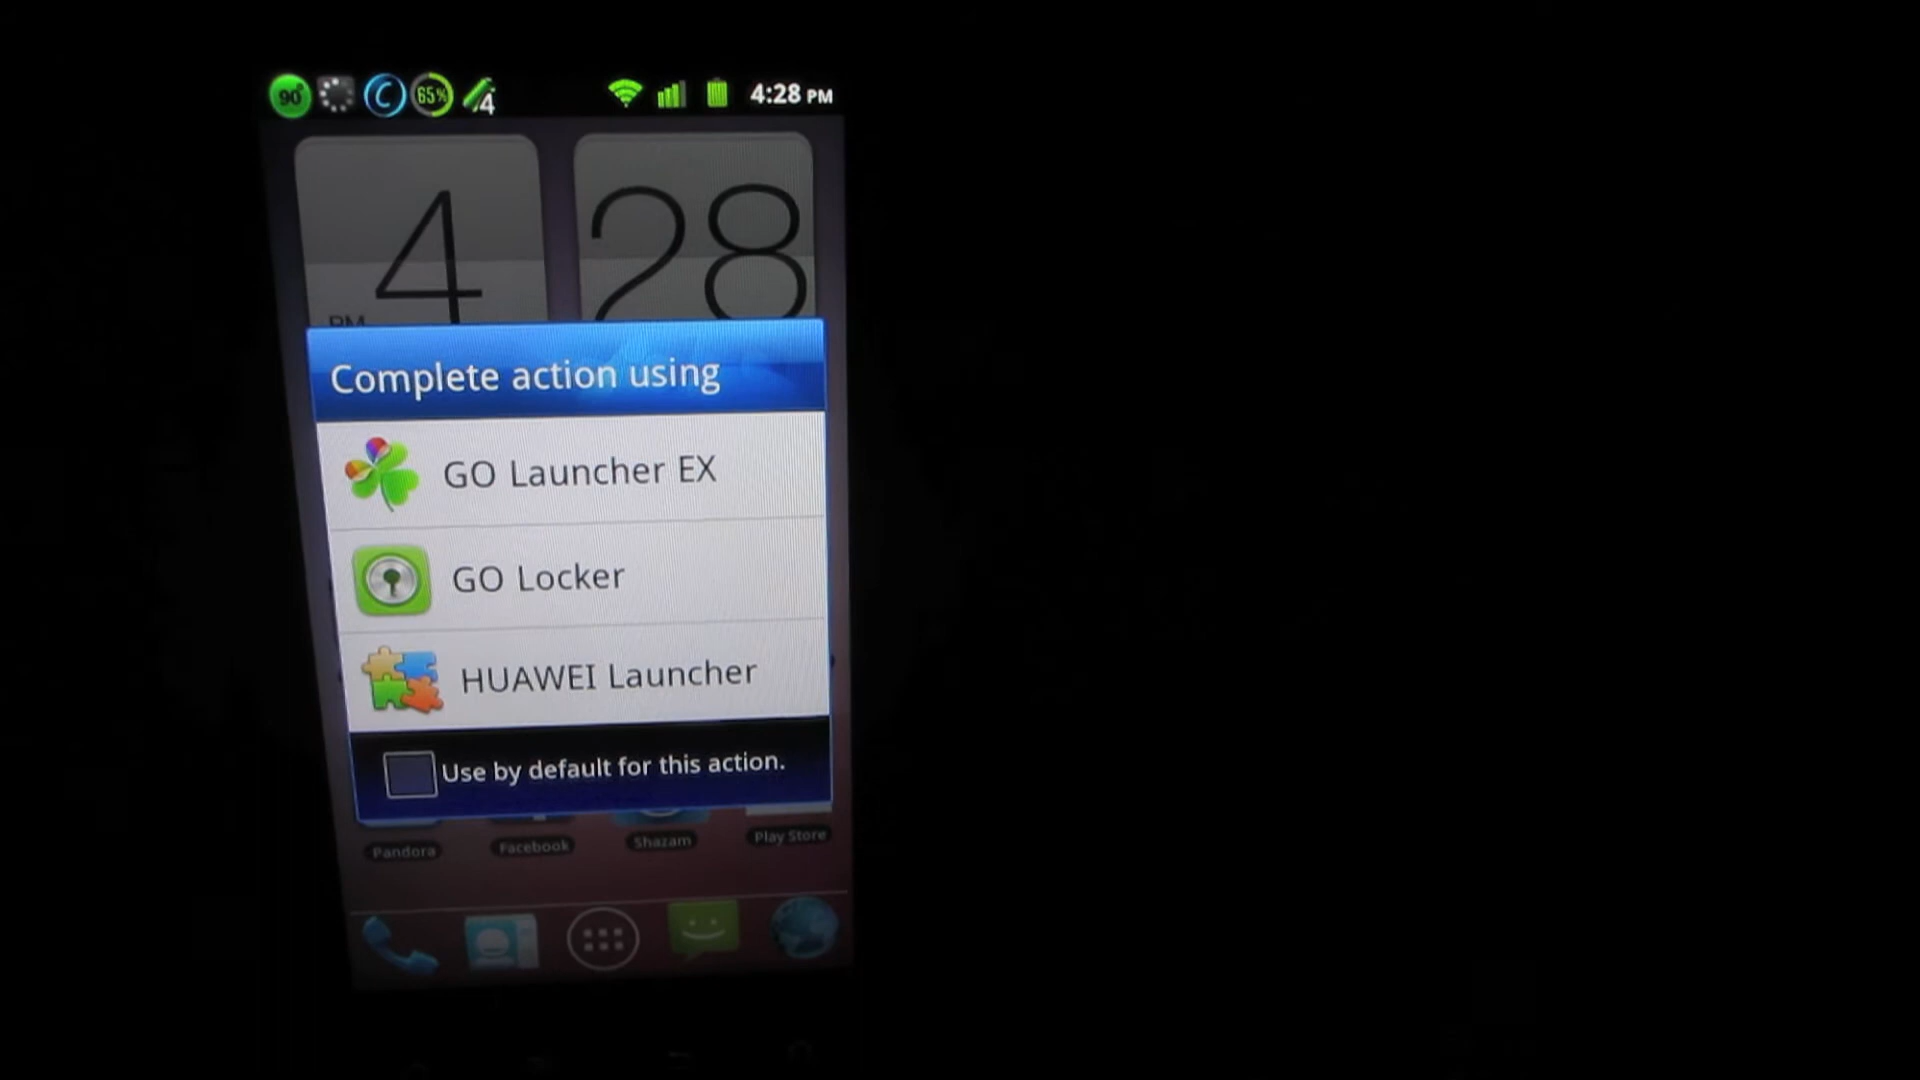 90° C 65% 4 4:28 PM
4 28
PM
Complete action using
GO Launcher EX
GO Locker
HUAWEI Launcher
Use by default for this action.
Pandora Facebook Shazam Play Store